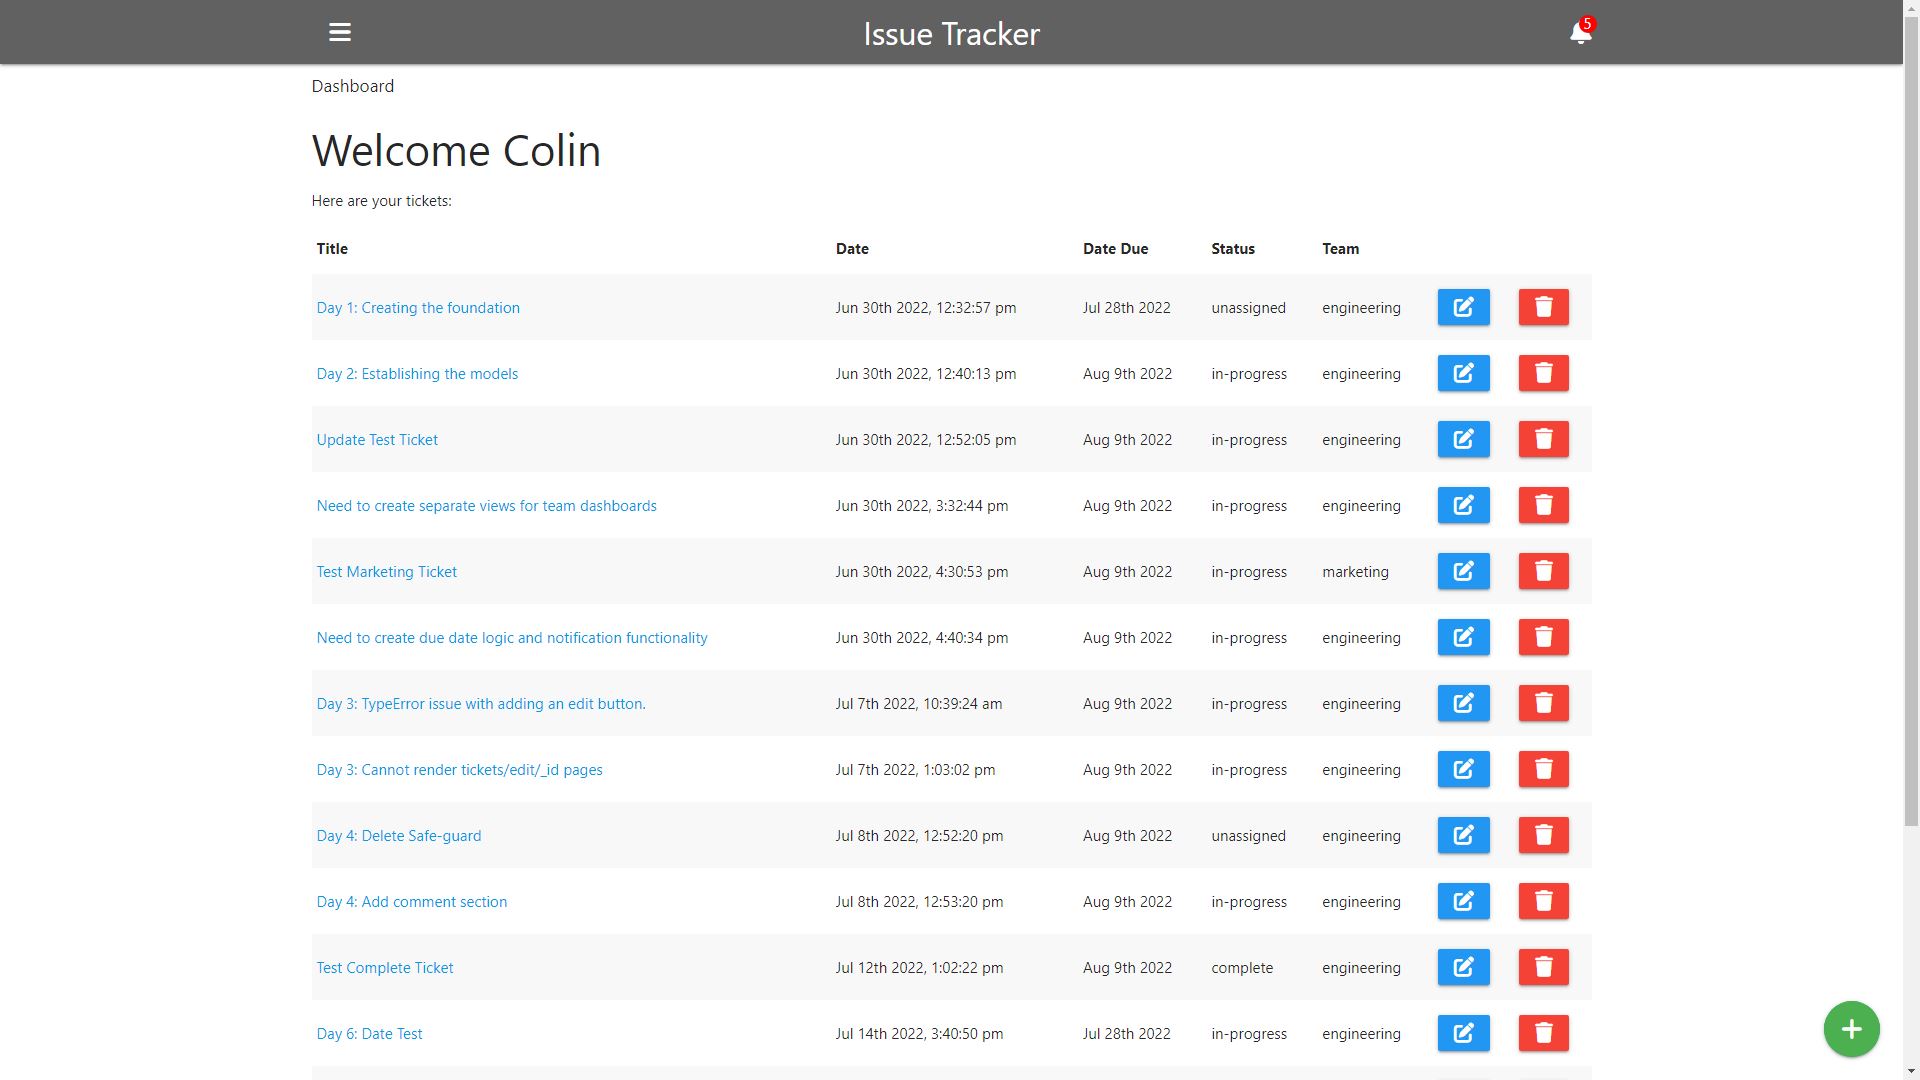 Issue Tracker 5
Dashboard
Welcome Colin
Here are your tickets:
Title Date Date Due Status Team
Day 1: Creating the foundation Jun 30th 2022, 12:32:57 pm Jul 28th 2022 unassigned engineering
Day 2: Establishing the models Jun 30th 2022, 12:40:13 pm Aug 9th 2022 in-progress engineering
Update Test Ticket Jun 30th 2022, 12:52:05 pm Aug 9th 2022 in-progress engineering
Need to create separate views for team dashboards Jun 30th 2022, 3:32:44 pm Aug 9th 2022 in-progress engineering
Test Marketing Ticket Jun 30th 2022, 4:30:53 pm Aug 9th 2022 in-progress marketing
Need to create due date logic and notification functionality Jun 30th 2022, 4:40:34 pm Aug 9th 2022 in-progress engineering
Day 3: TypeError issue with adding an edit button. Jul 7th 2022, 10:39:24 am Aug 9th 2022 in-progress engineering
Day 3: Cannot render tickets/edit/_id pages Jul 7th 2022, 1:03:02 pm Aug 9th 2022 in-progress engineering
Day 4: Delete Safe-guard Jul 8th 2022, 12:52:20 pm Aug 9th 2022 unassigned engineering
Day 4: Add comment section Jul 8th 2022, 12:53:20 pm Aug 9th 2022 in-progress engineering
Test Complete Ticket Jul 12th 2022, 1:02:22 pm Aug 9th 2022 complete engineering
Day 6: Date Test Jul 14th 2022, 3:40:50 pm Jul 28th 2022 in-progress engineering